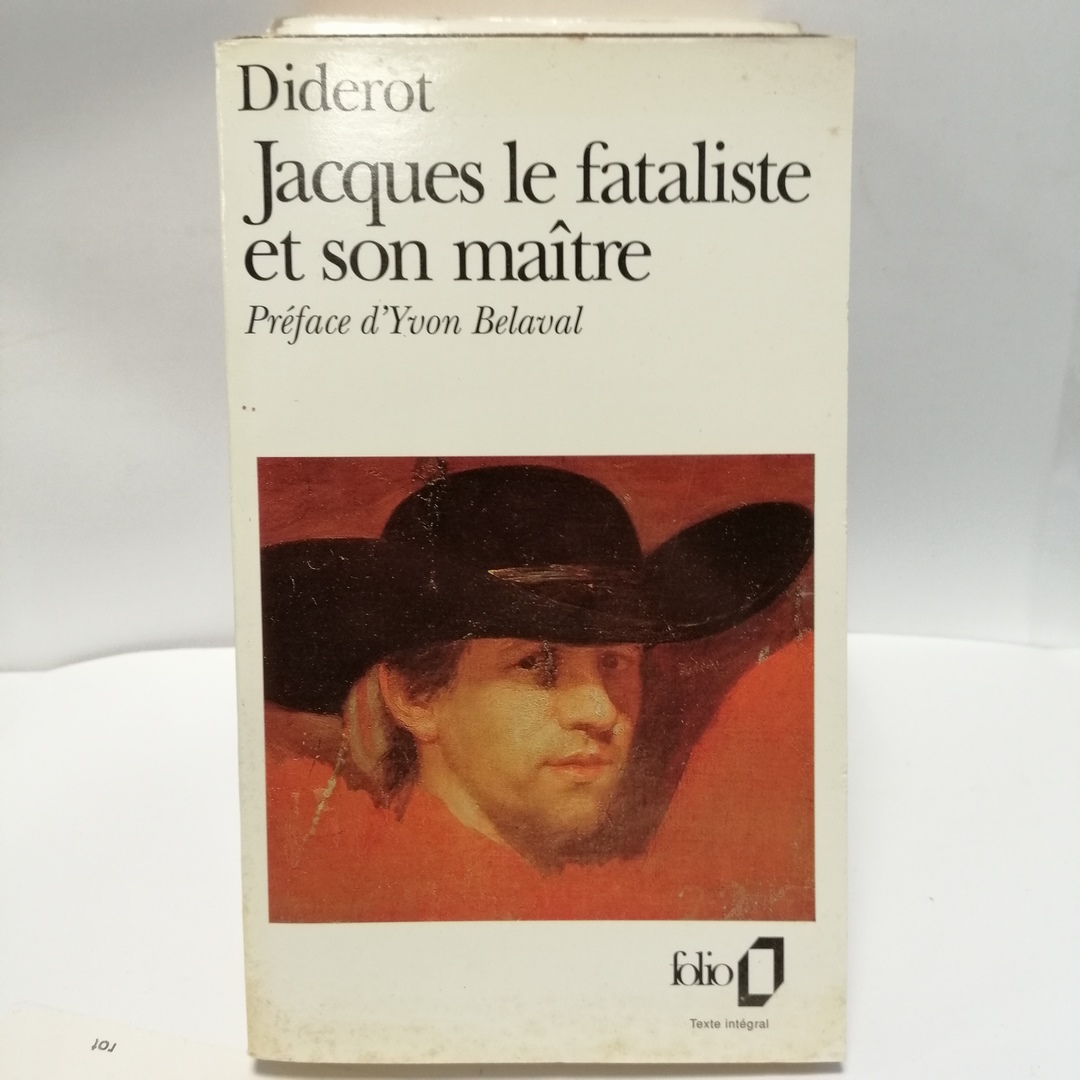 Diderot
Jacques le fataliste
et son maître
Préface d'Yvon Belaval
folio
Texte intégral